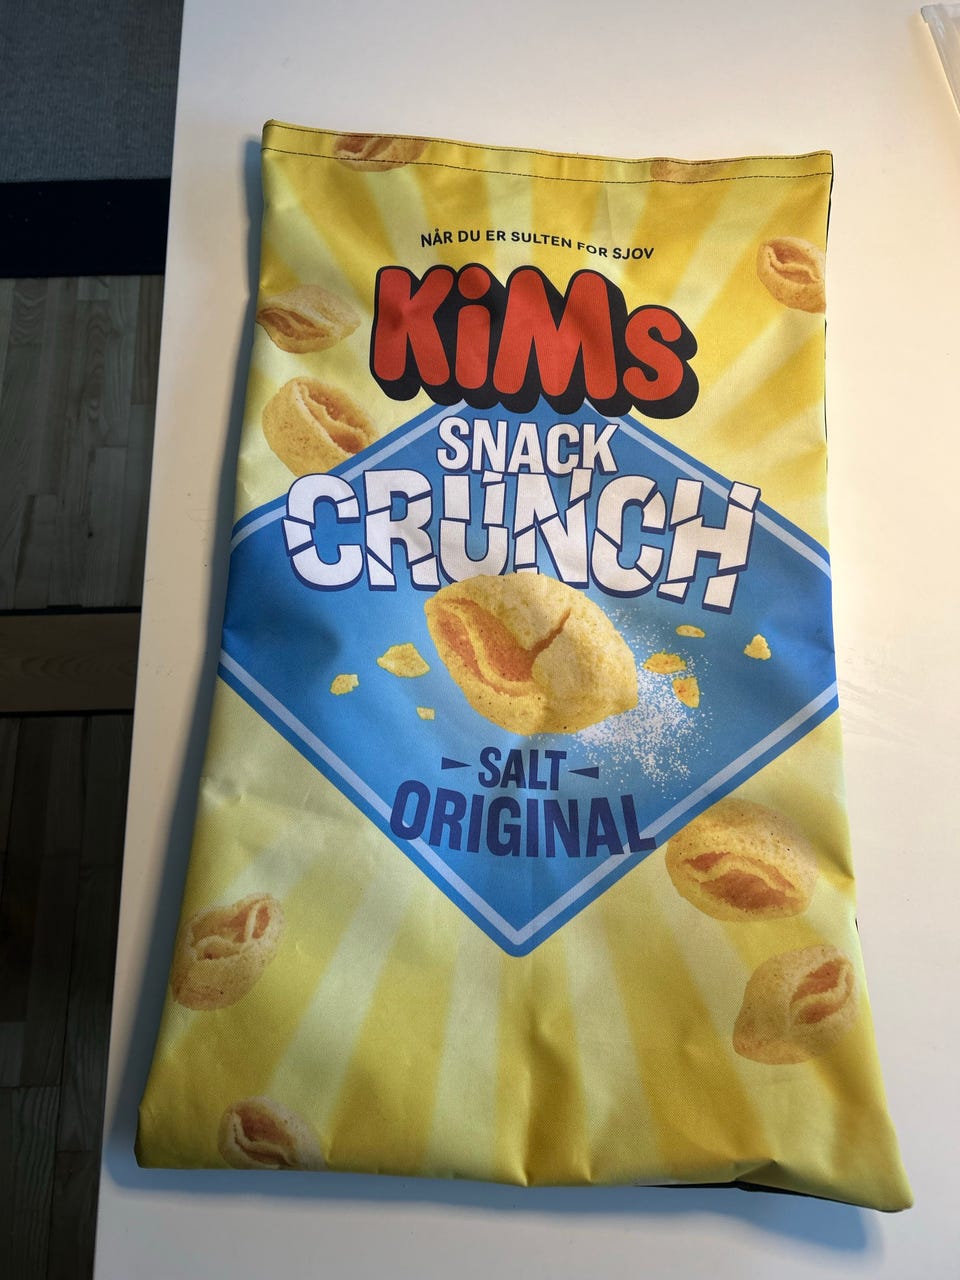 NÅR DU ER SULTEN FOR SJOV
KiMs
SNACK
CRUNCH
SALT
ORIGINAL